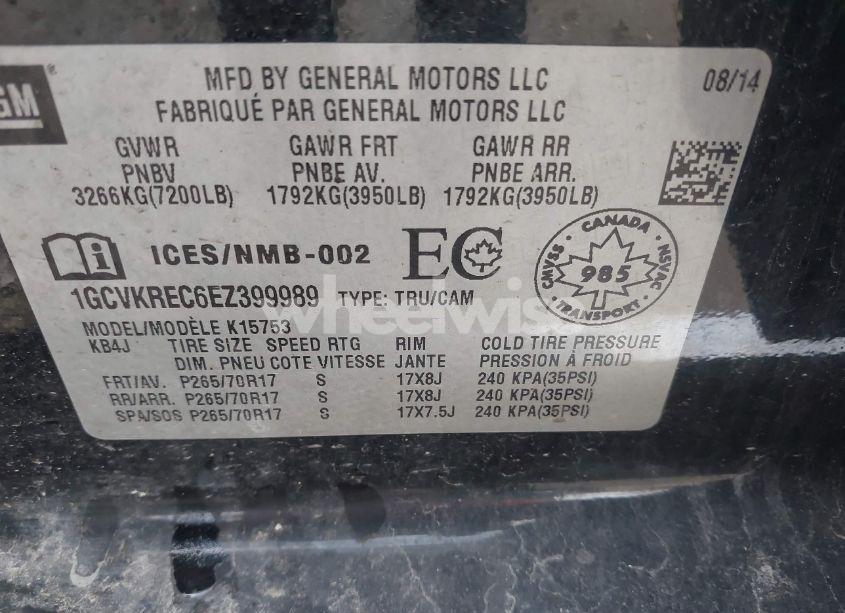 GM
MFD BY GENERAL MOTORS LLC 08/14
FABRIQUÉ PAR GENERAL MOTORS LLC
GVWR GAWR FRT GAWR RR
PNBV PNBE AV. PNBE ARR.
3266KG(7200LB) 1792KG(3950LB) 1792KG(3950LB)
ICES/NMB-002 EC
CANADA
CMVSS 985 NSVAC
TRANSPORT
1GCVKREC6EZ399989 TYPE: TRU/CAM
wheelwise
MODEL/MODÈLE K15753
KB4J TIRE SIZE SPEED RTG RIM COLD TIRE PRESSURE
DIM. PNEU COTE VITESSE JANTE PRESSION À FROID
FRT/AV. P265/70R17 S 17X8J 240 KPA(35PSI)
RR/ARR. P265/70R17 S 17X8J 240 KPA(35PSI)
SPA/SOS P265/70R17 S 17X7.5J 240 KPA(35PSI)